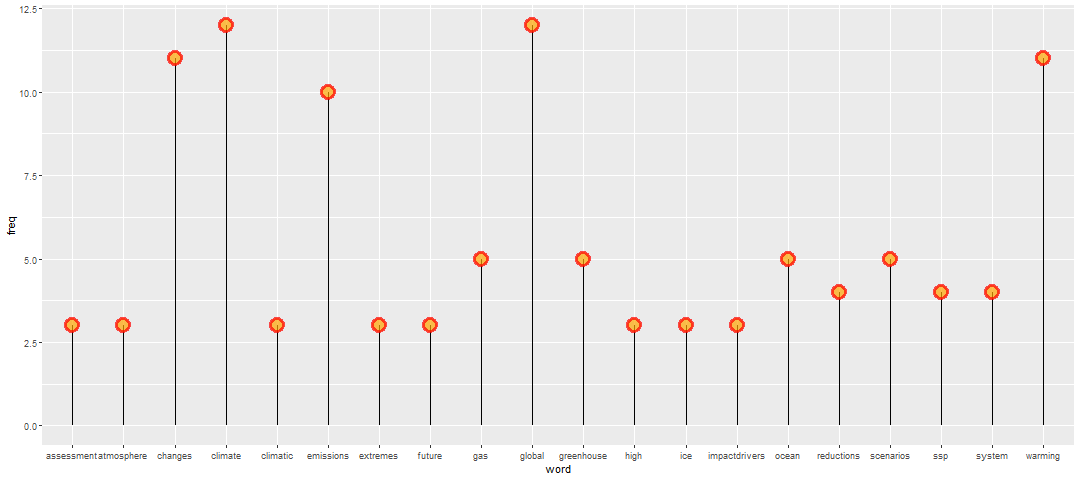 12.5
10.0
7.5
5.0
2.5
0.0
freq
assessment atmosphere changes climate climatic emissions extremes future gas global greenhouse high ice impactdrivers ocean reductions scenarios ssp system warming
word